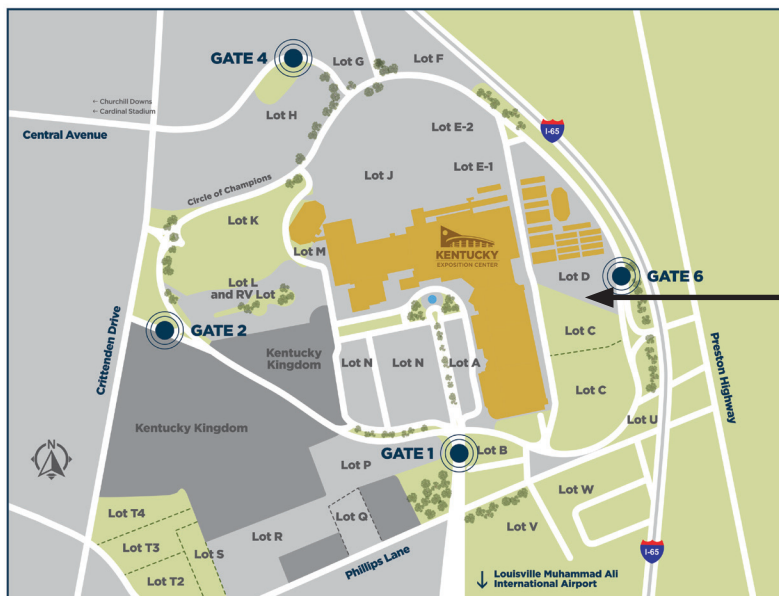 GATE 4
Lot G
Lot F
← Churchill Downs
← Cardinal Stadium
Central Avenue
Lot H
Lot E-2
I-65
Lot E-1
Lot J
Circle of Champions
Lot K
Lot M
KENTUCKY
EXPOSITION CENTER
Lot D
GATE 6
Lot L
and RV Lot
Crittenden Drive
GATE 2
Kentucky
Kingdom
Lot N
Lot N
Lot A
Lot C
Lot C
Preston Highway
Lot U
Kentucky Kingdom
N
GATE 1
Lot B
Lot P
Lot W
Lot Q
Lot V
Lot T4
Lot T3
Lot S
Lot R
Lot T2
Phillips Lane
I-65
↓ Louisville Muhammad Ali
International Airport